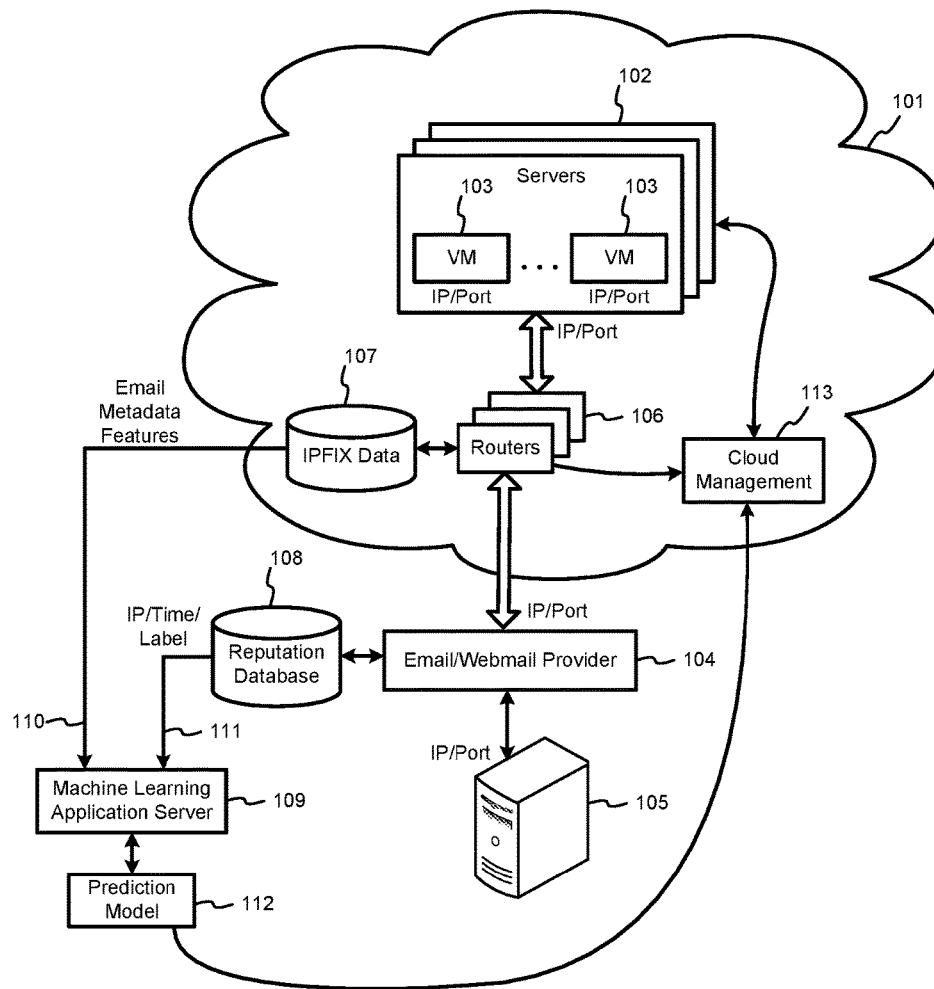 102
101
Servers
103
103
VM
...
VM
IP/Port
IP/Port
IP/Port
107
Email
Metadada
Features
106
113
IPFIX Data
Routers
Cloud
Management
108
IP/Port
IP/Time/
Label
Reputation
Database
Email/Webmail Provider
104
110
111
IP/Port
Machine Learning
Application Server
109
105
Prediction
Model
112